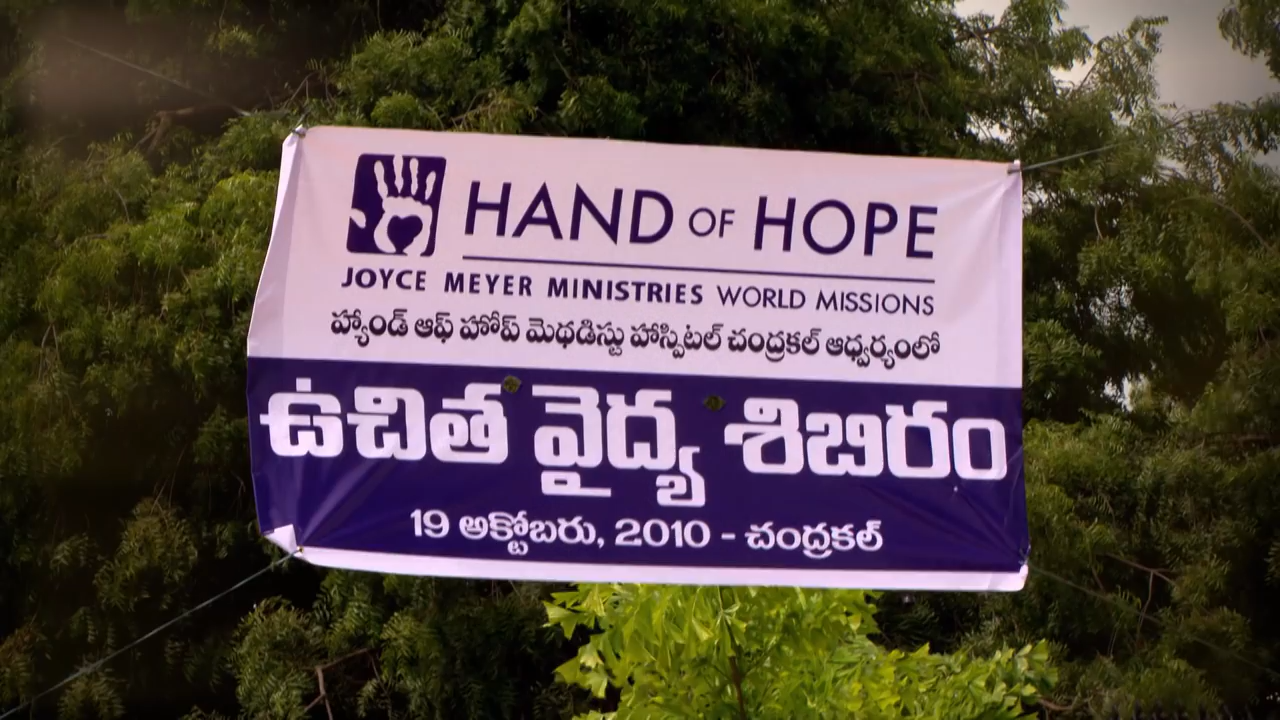 HAND OF HOPE
JOYCE MEYER MINISTRIES WORLD MISSIONS
హ్యాండ్ ఆఫ్ హోప్ మెథడిస్టు హాస్పిటల్ చంద్రకల్ ఆధ్వర్యంలో
ఉచిత వైద్య శిబిరం
19 అక్టోబరు, 2010 - చంద్రకల్